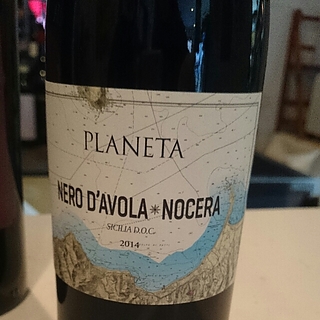 PLANETA
NERO D'AVOLA*NOCERA
SICILIA D.O.C.
2014